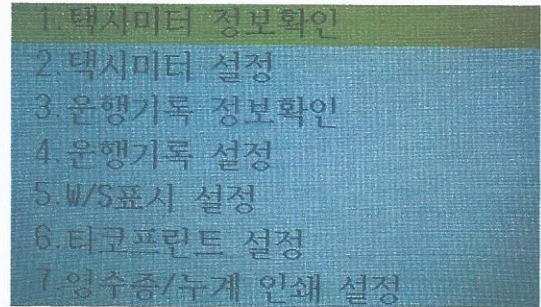 1.택시미터 정보확인
2.택시미터 설정
3.운행기록 정보확인
4.운행기록 설정
5.W/S표시 설정
6.티코프린트 설정
7.영수증/누계 인쇄 설정